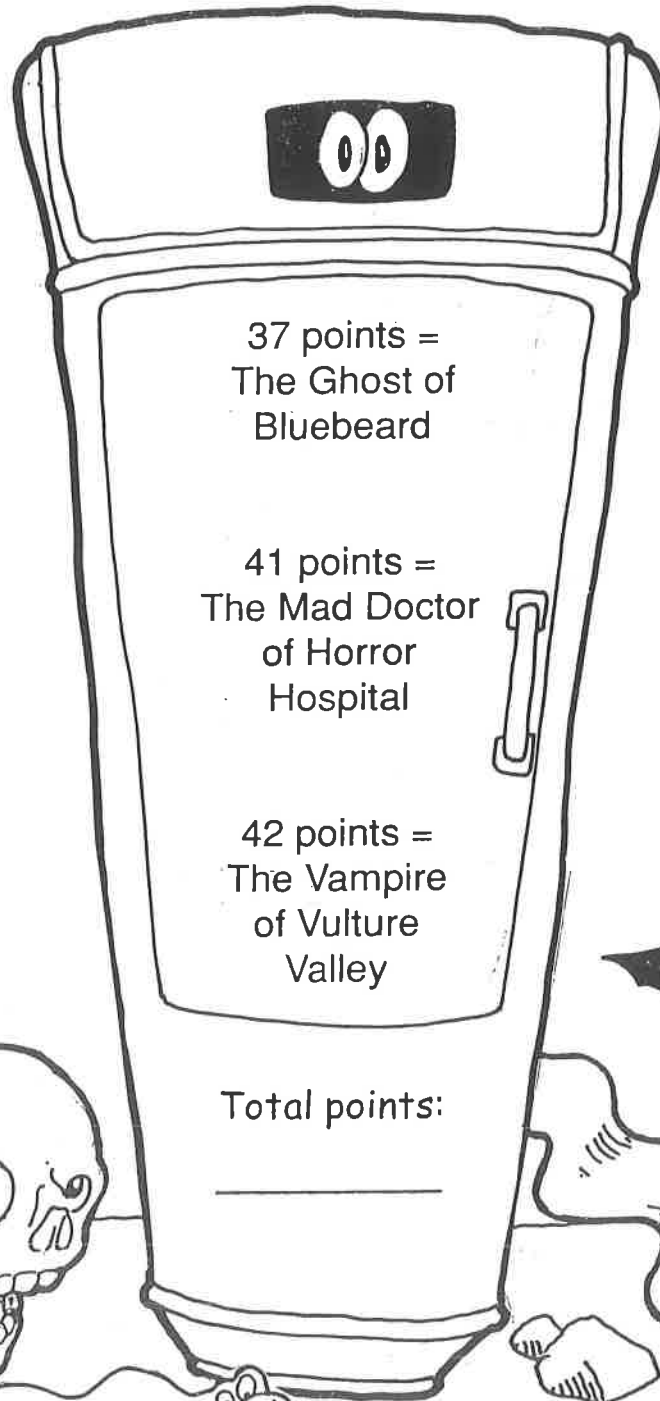 37 points =
The Ghost of
Bluebeard
41 points =
The Mad Doctor
of Horror
Hospital
42 points =
The Vampire
of Vulture
Valley
Total points: